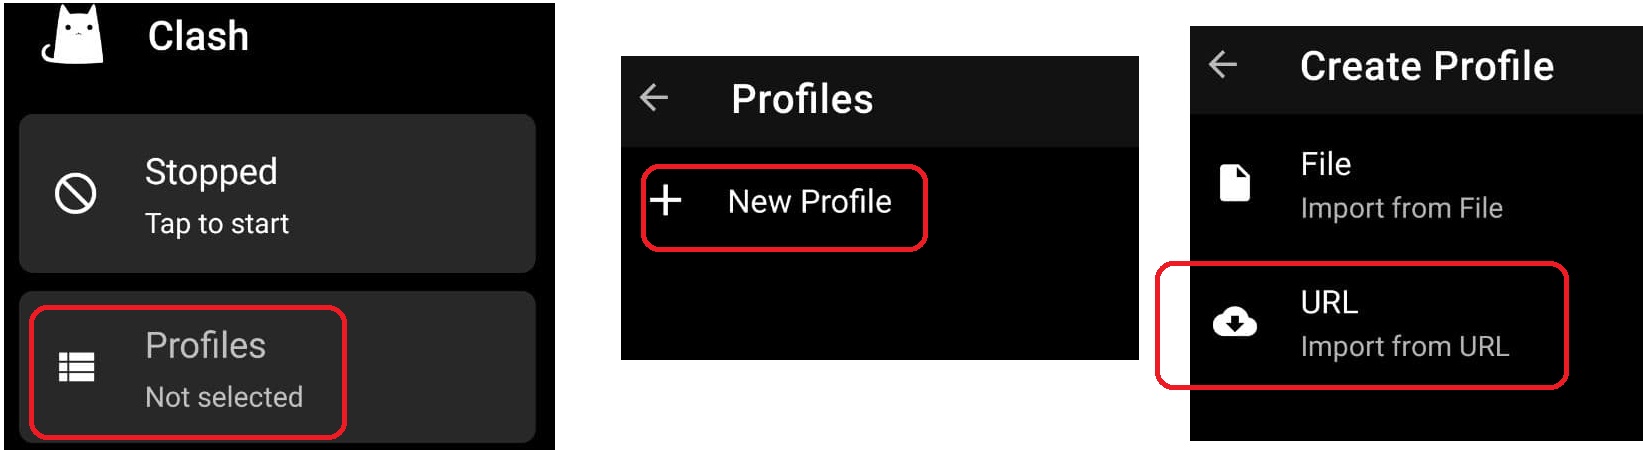 Clash
Stopped
Tap to start
Profiles
Not selected
Profiles
New Profile
Create Profile
File
Import from File
URL
Import from URL